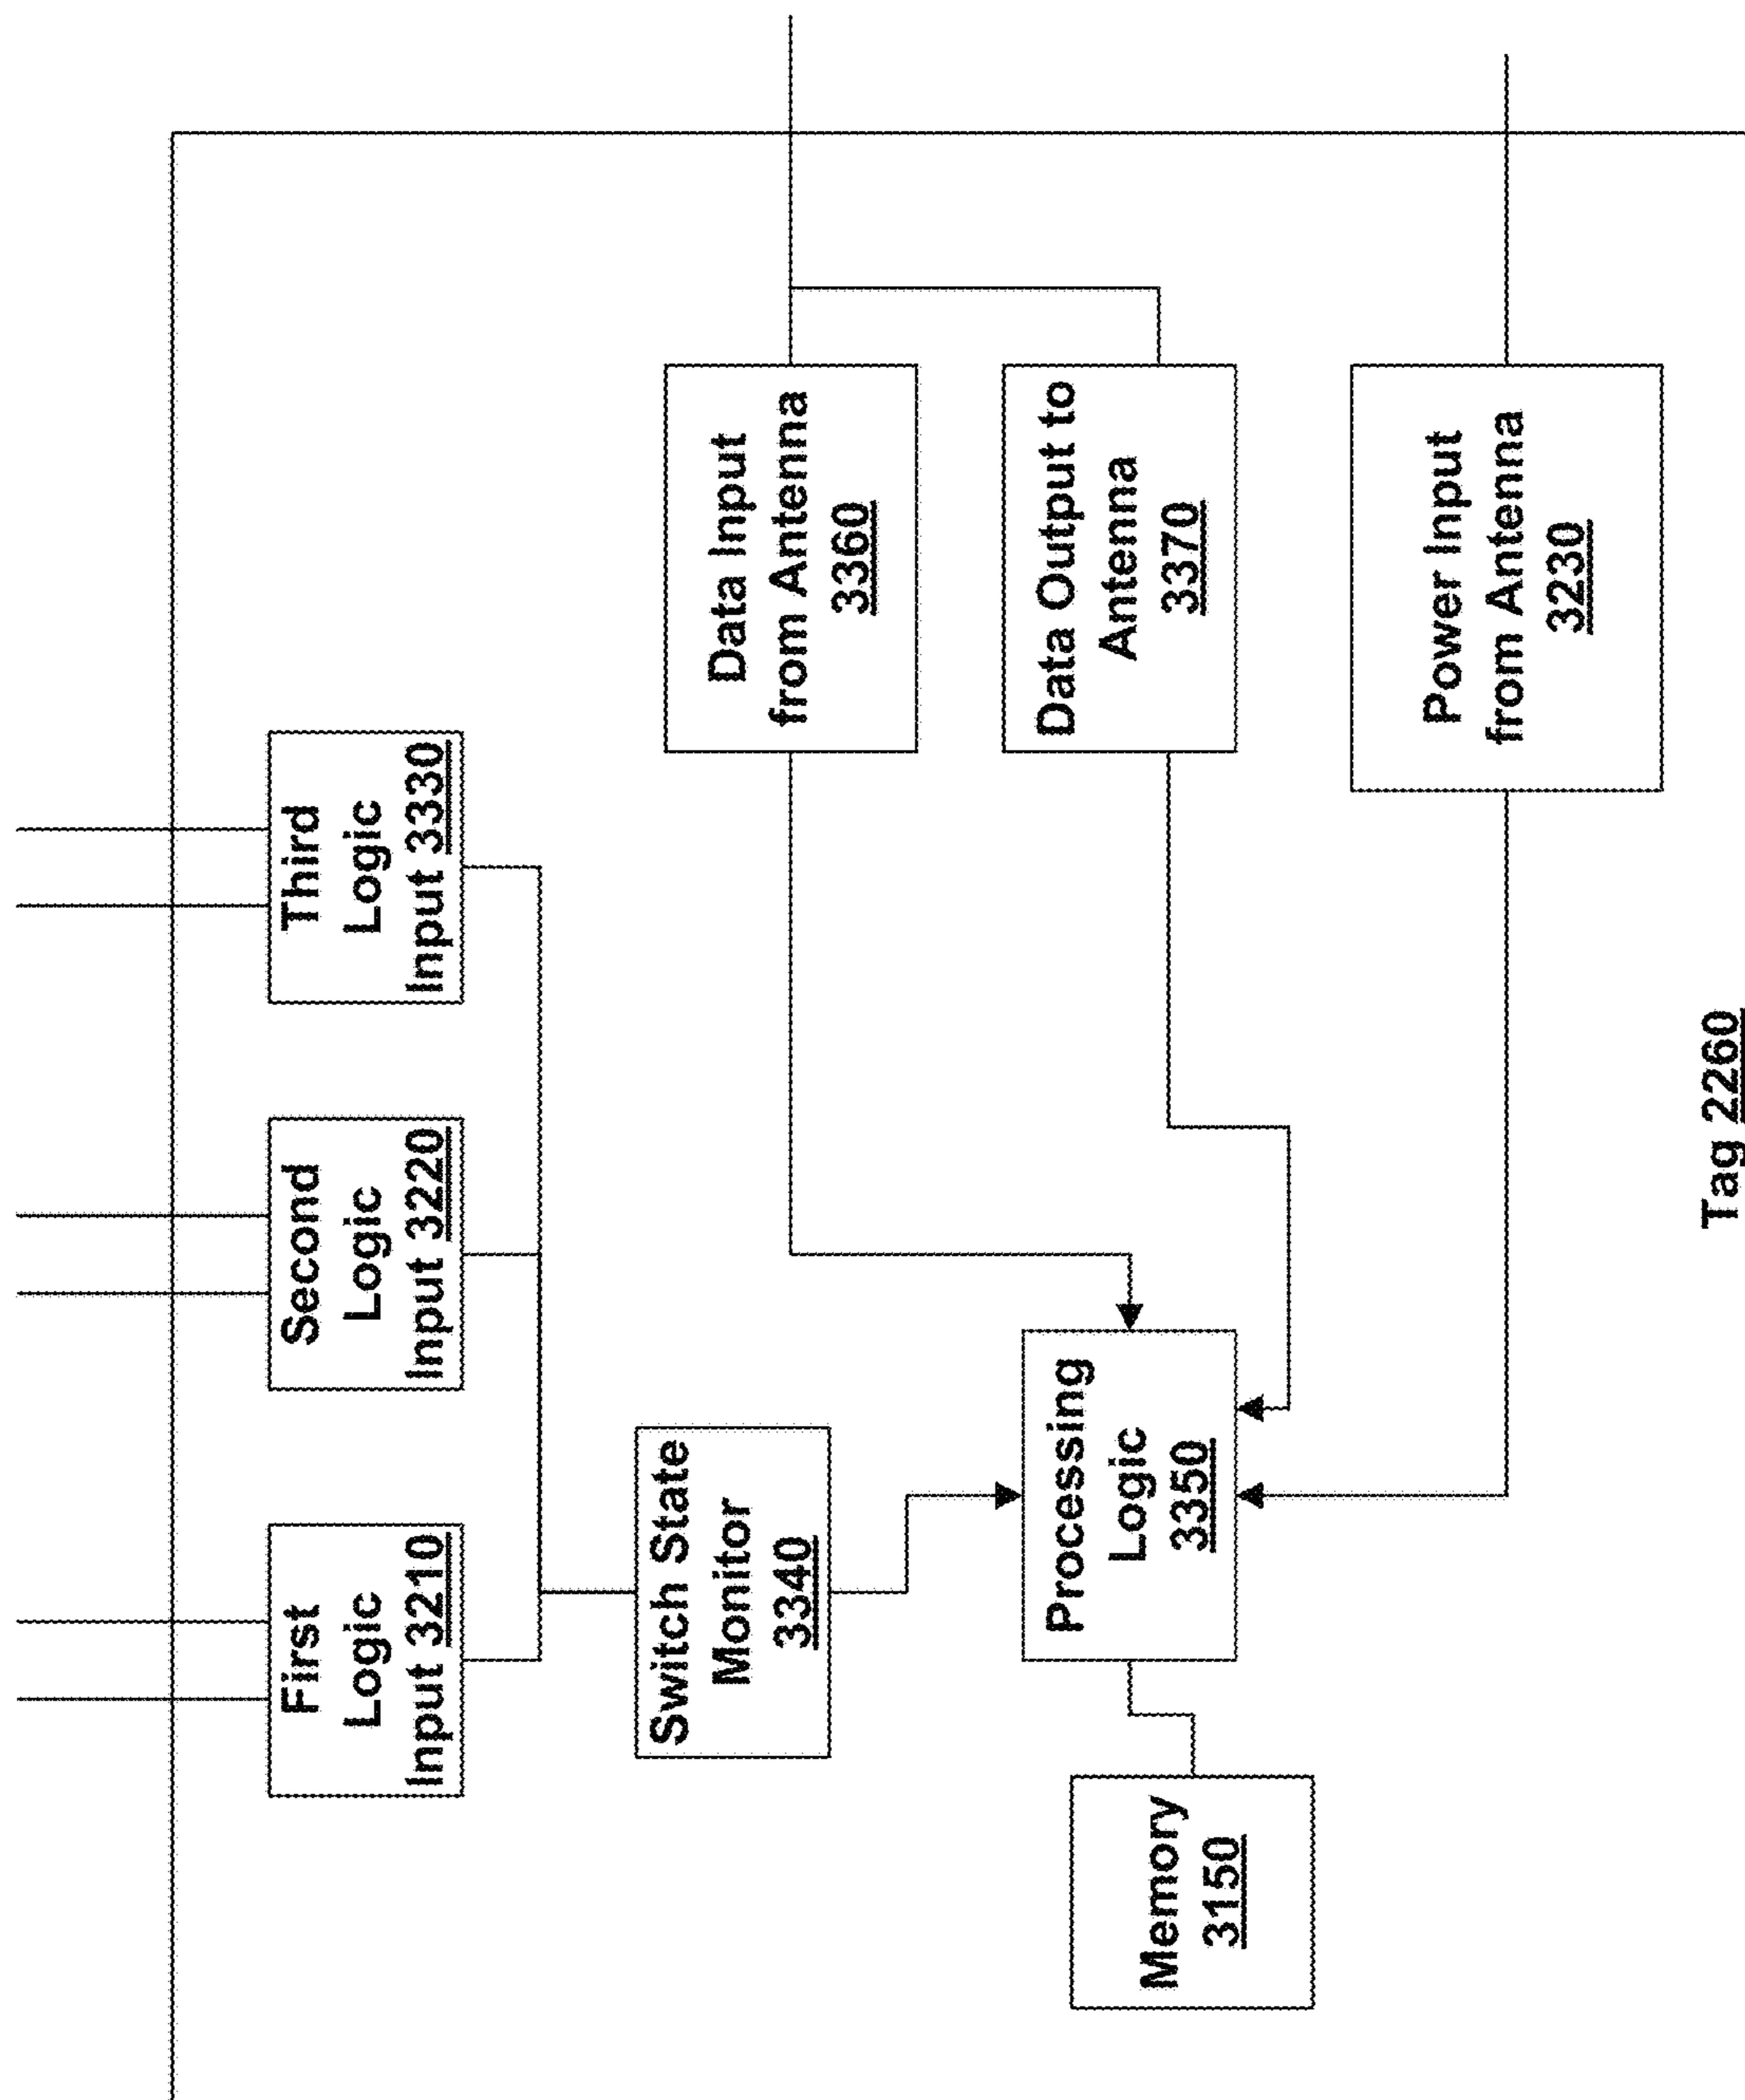 First
Logic
Input 3210
Second
Logic
Input 3220
Third
Logic
Input 3330
Switch State
Monitor
3340
Data Input
from Antenna
3360
Data Output to
Antenna
3370
Processing
Logic
3350
Memory
3150
Power Input
from Antenna
3230
Tag 2260